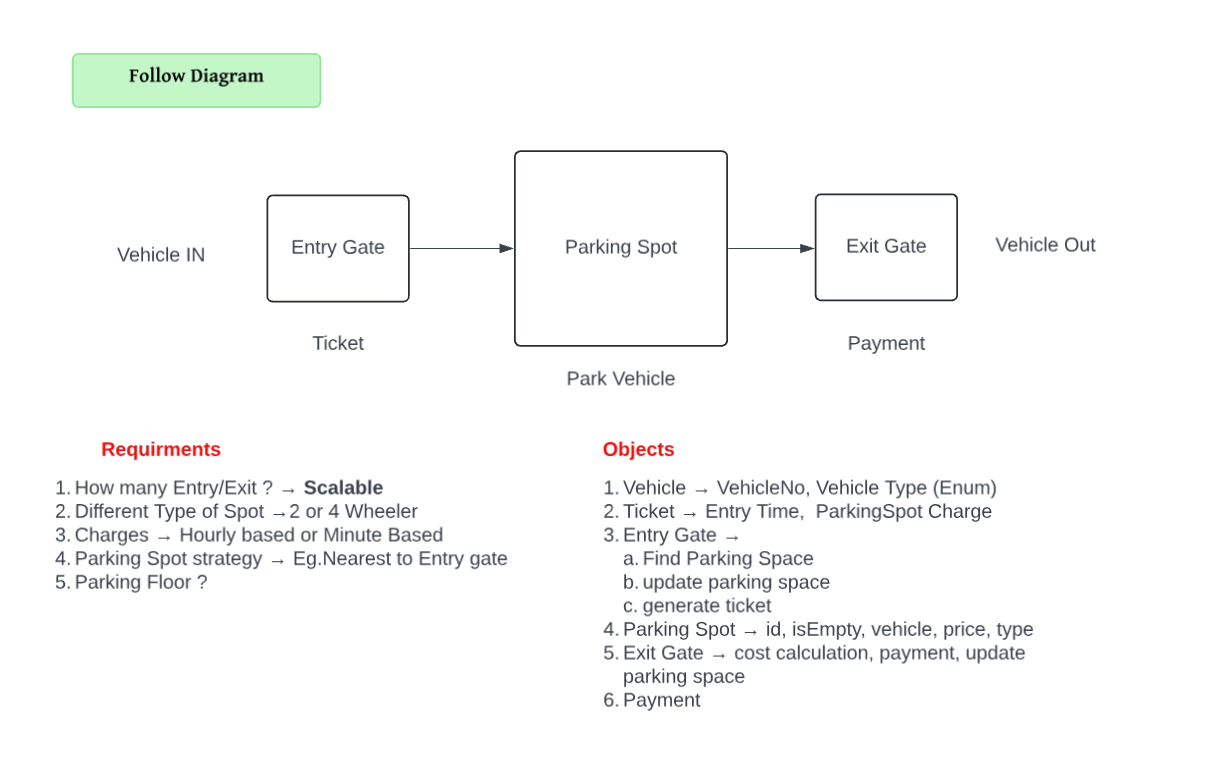 Follow Diagram
Vehicle IN
Entry Gate
Parking Spot
Exit Gate
Vehicle Out
Ticket
Park Vehicle
Payment
Requirments
1. How many Entry/Exit ? → Scalable
2. Different Type of Spot →2 or 4 Wheeler
3. Charges → Hourly based or Minute Based
4. Parking Spot strategy → Eg.Nearest to Entry gate
5. Parking Floor ?
Objects
1. Vehicle → VehicleNo, Vehicle Type (Enum)
2. Ticket → Entry Time,  ParkingSpot Charge
3. Entry Gate →
a. Find Parking Space
b. update parking space
c. generate ticket
4. Parking Spot → id, isEmpty, vehicle, price, type
5. Exit Gate → cost calculation, payment, update
parking space
6. Payment